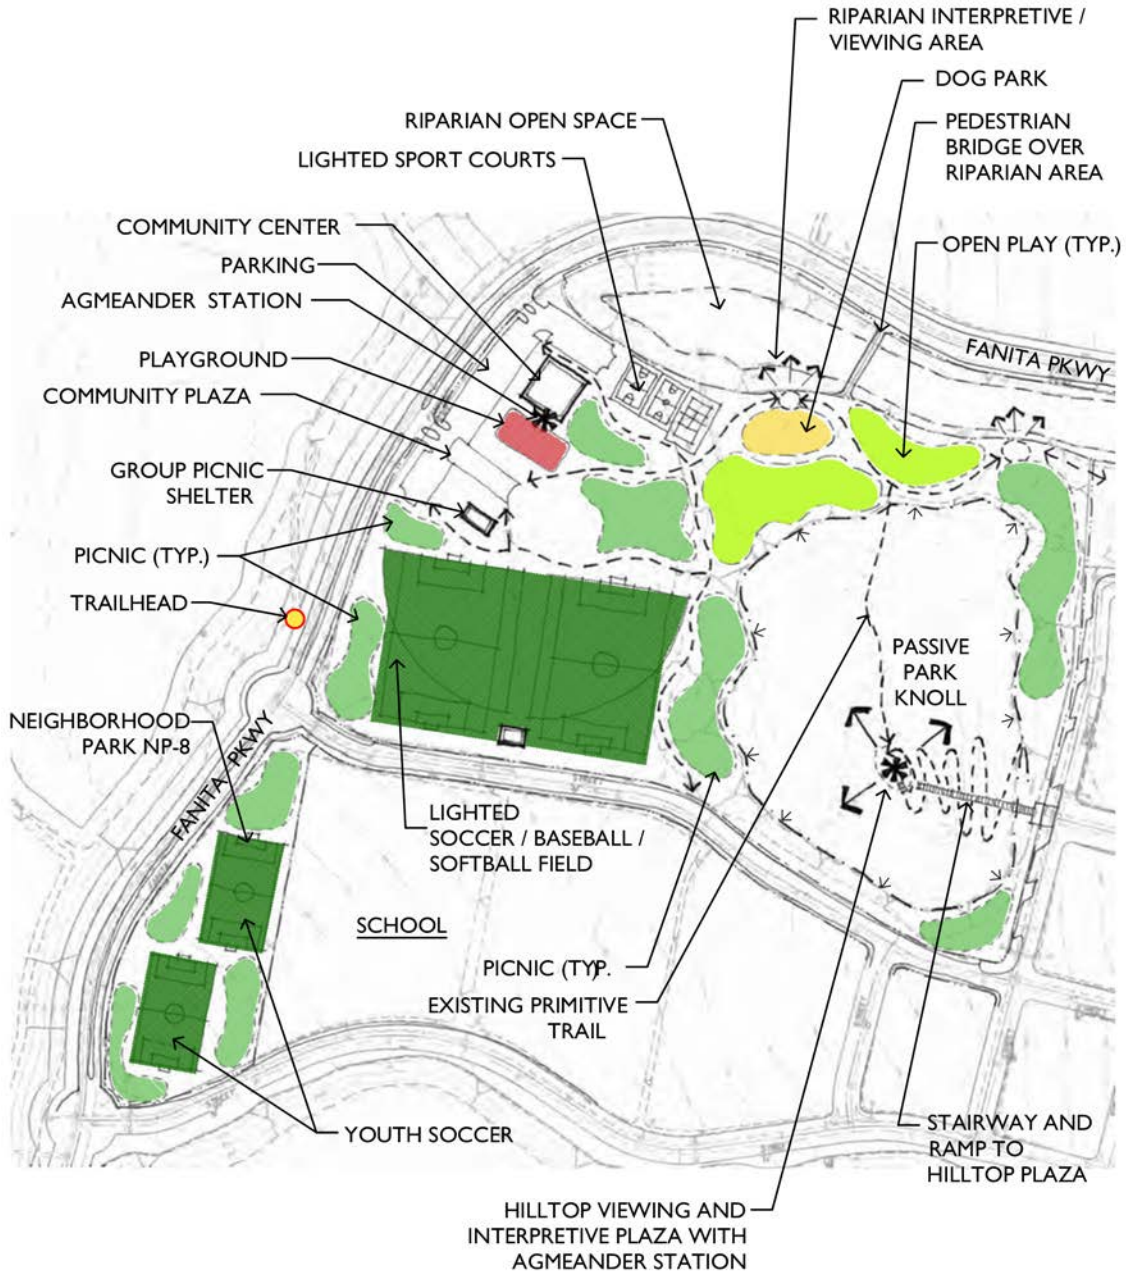 RIPARIAN INTERPRETIVE /
VIEWING AREA
DOG PARK
RIPARIAN OPEN SPACE
PEDESTRIAN
BRIDGE OVER
RIPARIAN AREA
LIGHTED SPORT COURTS
COMMUNITY CENTER
OPEN PLAY (TYP.)
PARKING
AGMEANDER STATION
PLAYGROUND
FANITA PKWY
COMMUNITY PLAZA
GROUP PICNIC
SHELTER
PICNIC (TYP.)
TRAILHEAD
PASSIVE
PARK
KNOLL
NEIGHBORHOOD
PARK NP-8
FANITA PKWY
LIGHTED
SOCCER / BASEBALL /
SOFTBALL FIELD
SCHOOL
PICNIC (TYP.
EXISTING PRIMITIVE
TRAIL
YOUTH SOCCER
STAIRWAY AND
RAMP TO
HILLTOP PLAZA
HILLTOP VIEWING AND
INTERPRETIVE PLAZA WITH
AGMEANDER STATION